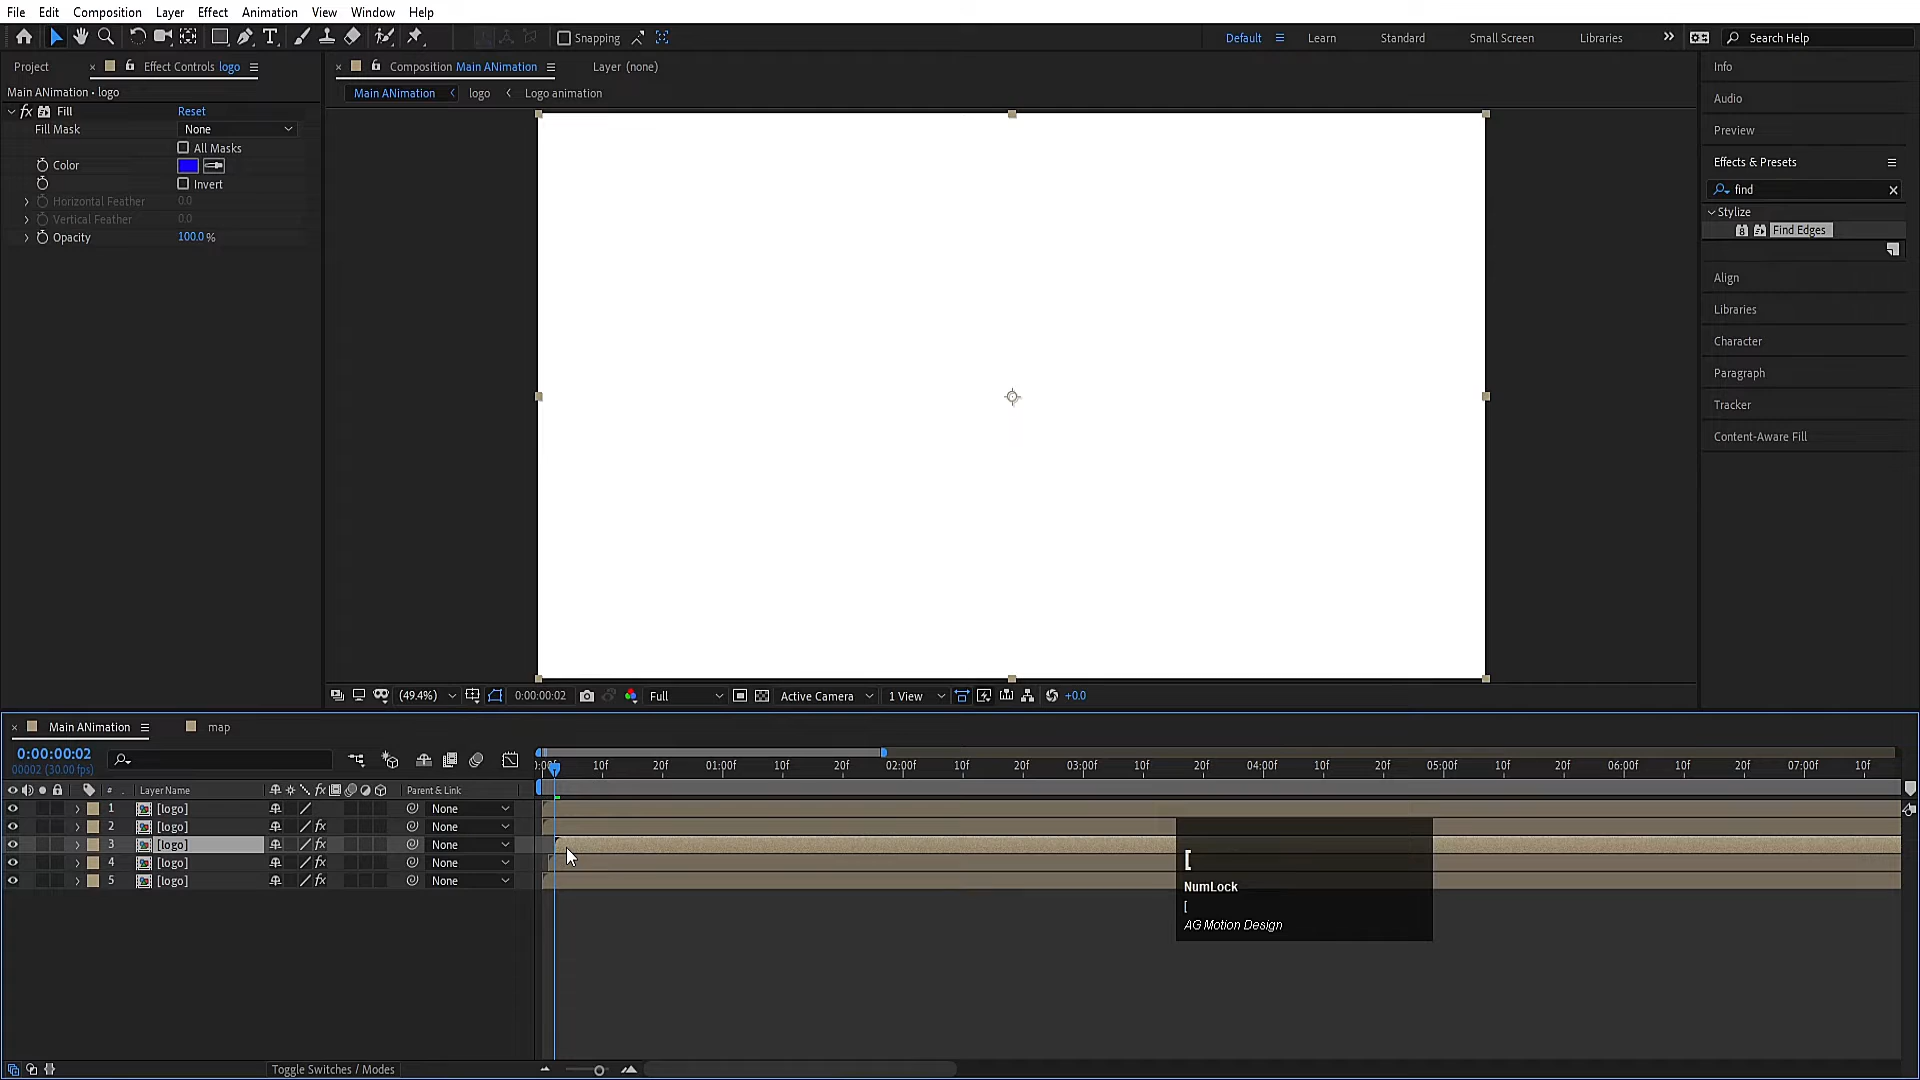 File Edit Composition Layer Effect Animation View Window Help
Snapping Default Learn Standard Small Screen Libraries Search Help
Project Effect Controls logo
Main ANimation • logo
fx Fill Reset
Fill Mask None
All Masks
Color
Invert
Horizontal Feather 0.0
Vertical Feather 0.0
Opacity 100.0 %
Composition Main ANimation Layer (none)
Main ANimation logo Logo animation
(49.4%) 0:00:00:02 Full Active Camera 1 View +0.0
Info
Audio
Preview
Effects & Presets
find
Stylize
Find Edges
Align
Libraries
Character
Paragraph
Tracker
Content-Aware Fill
Main ANimation map
0:00:00:02
00002 (30.00 fps)
10f 20f 01:00f 10f 20f 02:00f 10f 20f 03:00f 10f 20f 04:00f 10f 20f 05:00f 10f 20f 06:00f 10f 20f 07:00f 10f
# Layer Name fx Parent & Link
1 [logo] None
2 [logo] fx None
3 [logo] fx None
4 [logo] fx None
5 [logo] fx None
[
NumLock
[
AG Motion Design
Toggle Switches / Modes